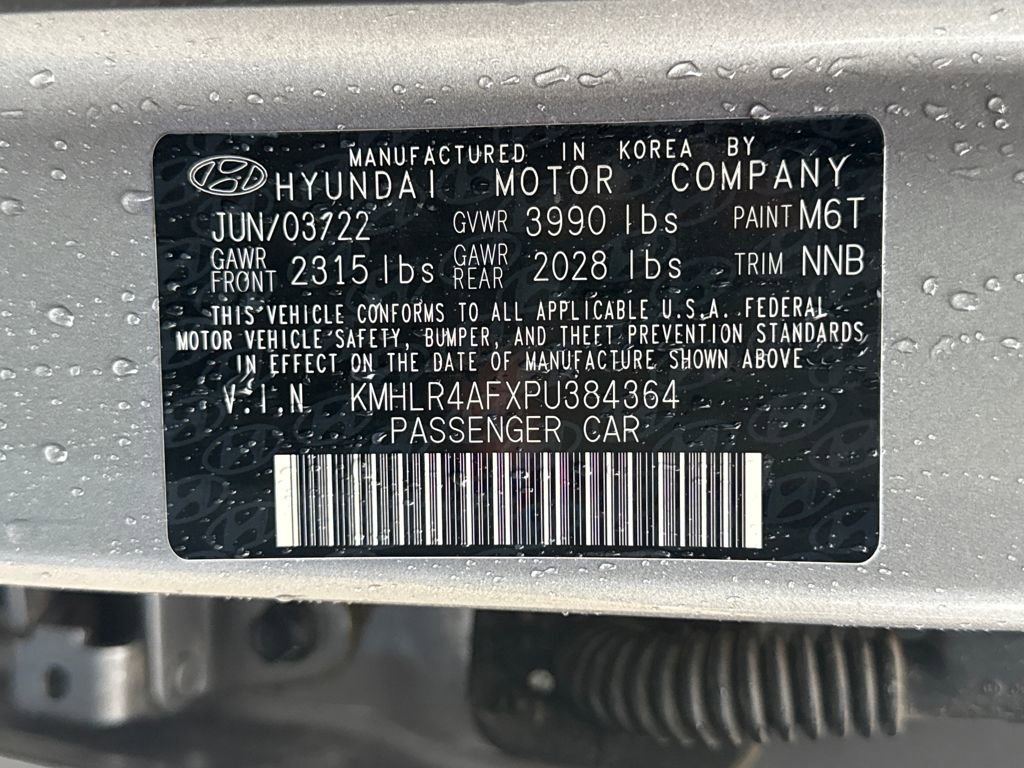 MANUFACTURED IN KOREA BY
HYUNDAI MOTOR COMPANY
JUN/03/22 GVWR 3990 lbs PAINT M6T
GAWR FRONT 2315 lbs GAWR REAR 2028 lbs TRIM NNB
THIS VEHICLE CONFORMS TO ALL APPLICABLE U.S.A. FEDERAL
MOTOR VEHICLE SAFETY, BUMPER, AND THEFT PREVENTION STANDARDS
IN EFFECT ON THE DATE OF MANUFACTURE SHOWN ABOVE
V.I.N KMHLR4AFXPU384364
PASSENGER CAR